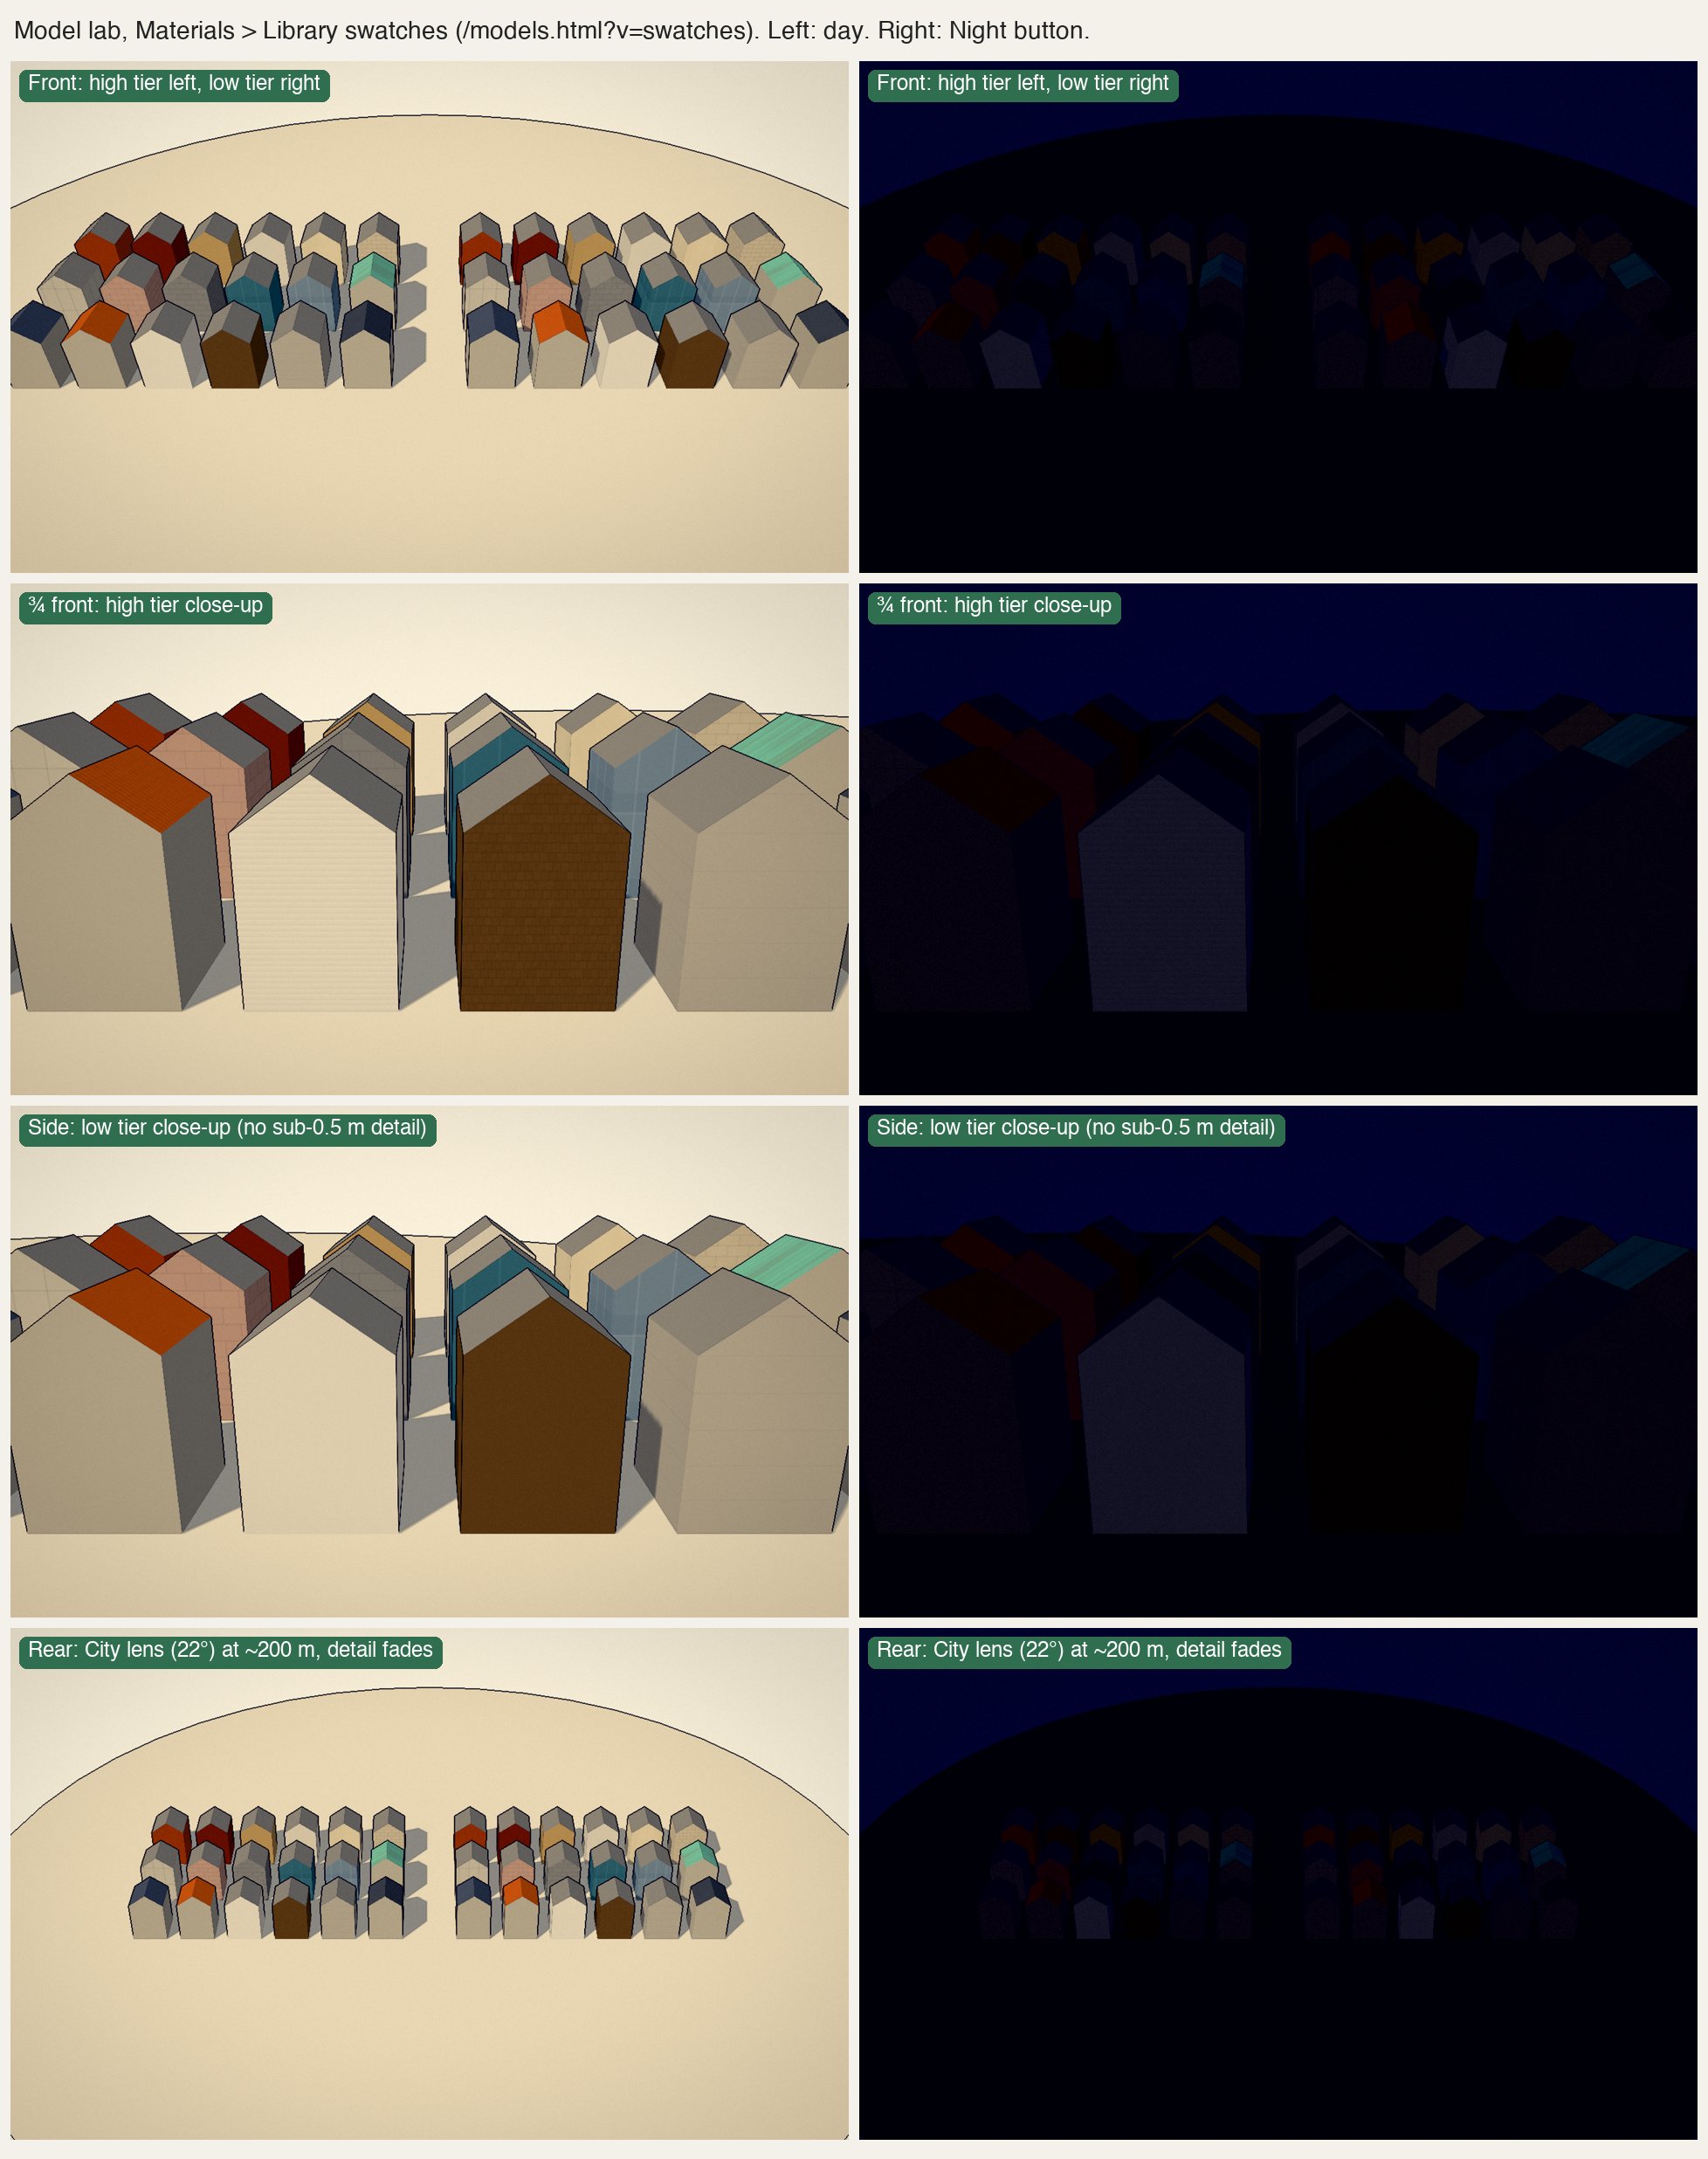 Model lab, Materials > Library swatches (/models.html?v=swatches). Left: day. Right: Night button.
Front: high tier left, low tier right
Front: high tier left, low tier right
¾ front: high tier close-up
¾ front: high tier close-up
Side: low tier close-up (no sub-0.5 m detail)
Side: low tier close-up (no sub-0.5 m detail)
Rear: City lens (22°) at ~200 m, detail fades
Rear: City lens (22°) at ~200 m, detail fades